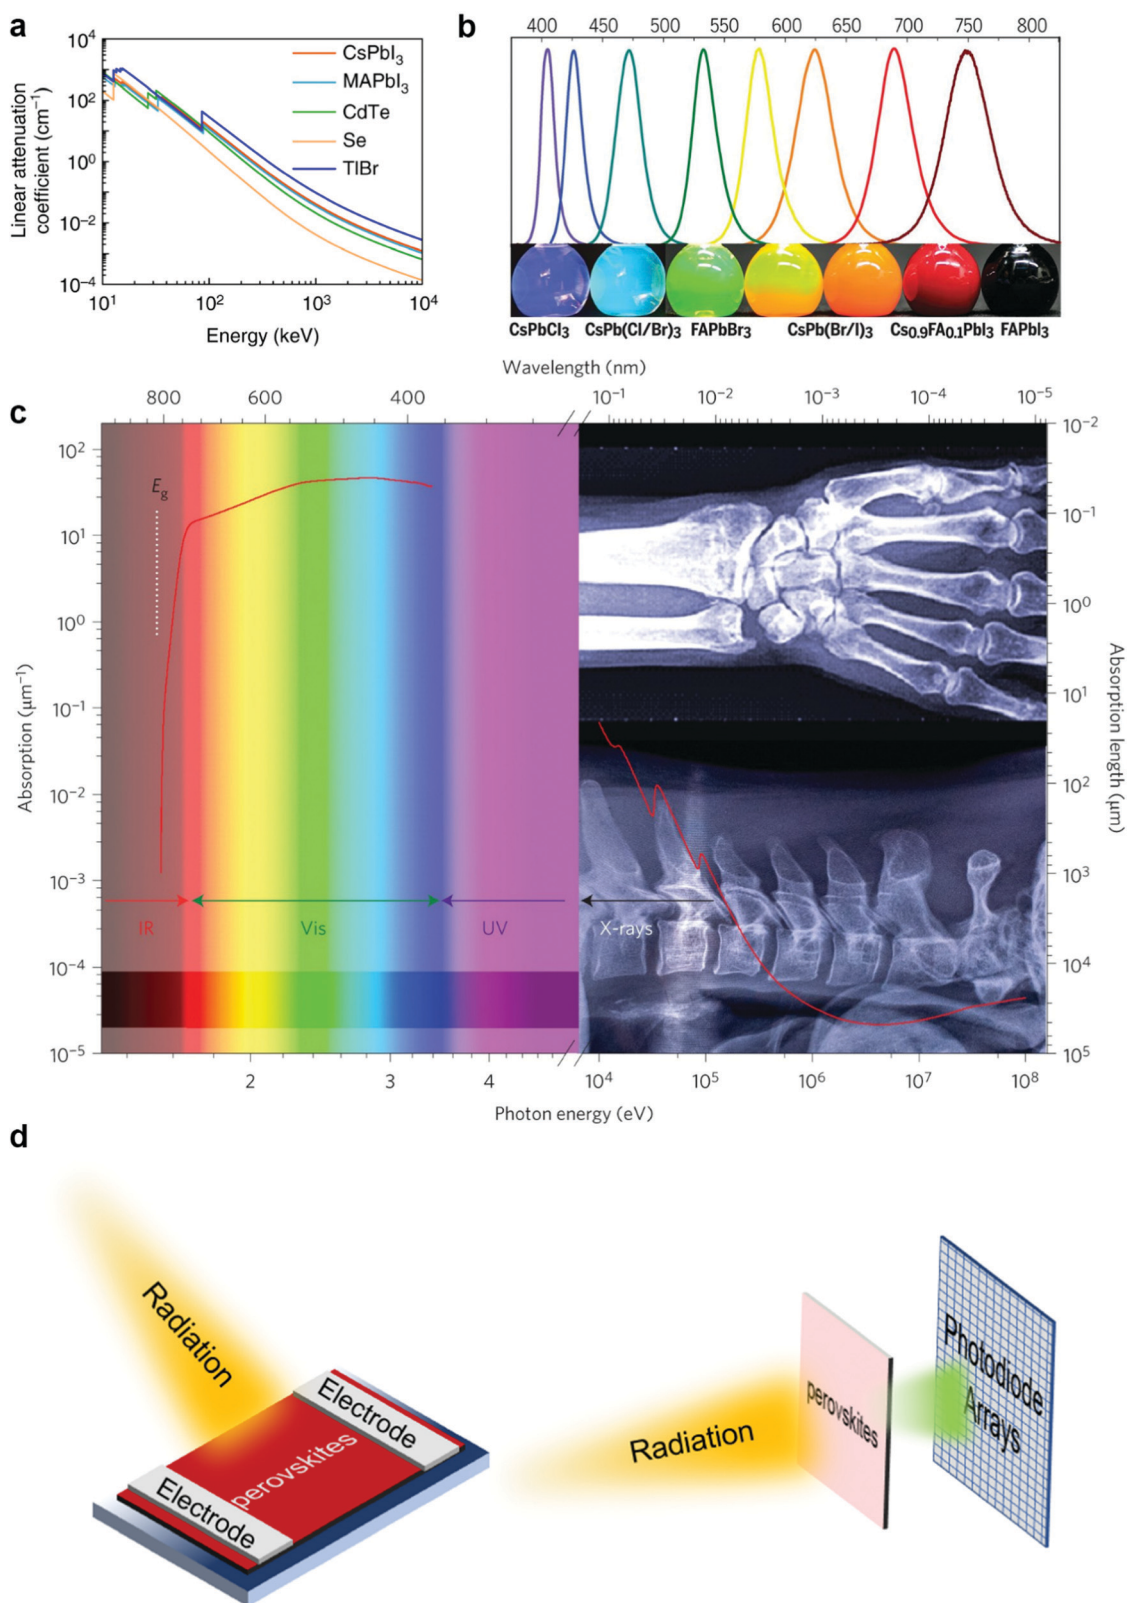 a
10⁴
10²
10⁰
10⁻²
10⁻⁴
Linear attenuation
coefficient (cm⁻¹)
CsPbI₃
MAPbI₃
CdTe
Se
TlBr
10¹ 10² 10³ 10⁴
Energy (keV)
b
400 450 500 550 600 650 700 750 800
CsPbCl₃ CsPb(Cl/Br)₃ FAPbBr₃ CsPb(Br/I)₃ Cs₀.₉FA₀.₁PbI₃ FAPbI₃
Wavelength (nm)
c
800 600 400 10⁻¹ 10⁻² 10⁻³ 10⁻⁴ 10⁻⁵
10²
10¹
10⁰
10⁻¹
10⁻²
10⁻³
10⁻⁴
10⁻⁵
Absorption (μm⁻¹)
Eg
IR Vis UV X-rays
10⁻²
10⁻¹
10⁰
10¹
10²
10³
10⁴
10⁵
Absorption length (μm)
2 3 4 10⁴ 10⁵ 10⁶ 10⁷ 10⁸
Photon energy (eV)
d
Radiation
Electrode
perovskites
Electrode
Radiation
perovskites
Photodiode
Arrays